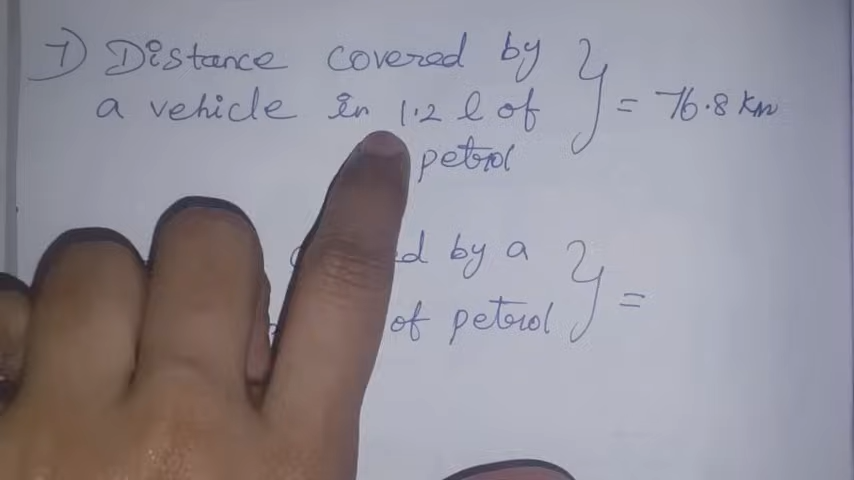 7) Distance covered by
a vehicle in 1.2 l of } = 76.8 km
petrol
by a
of petrol } =